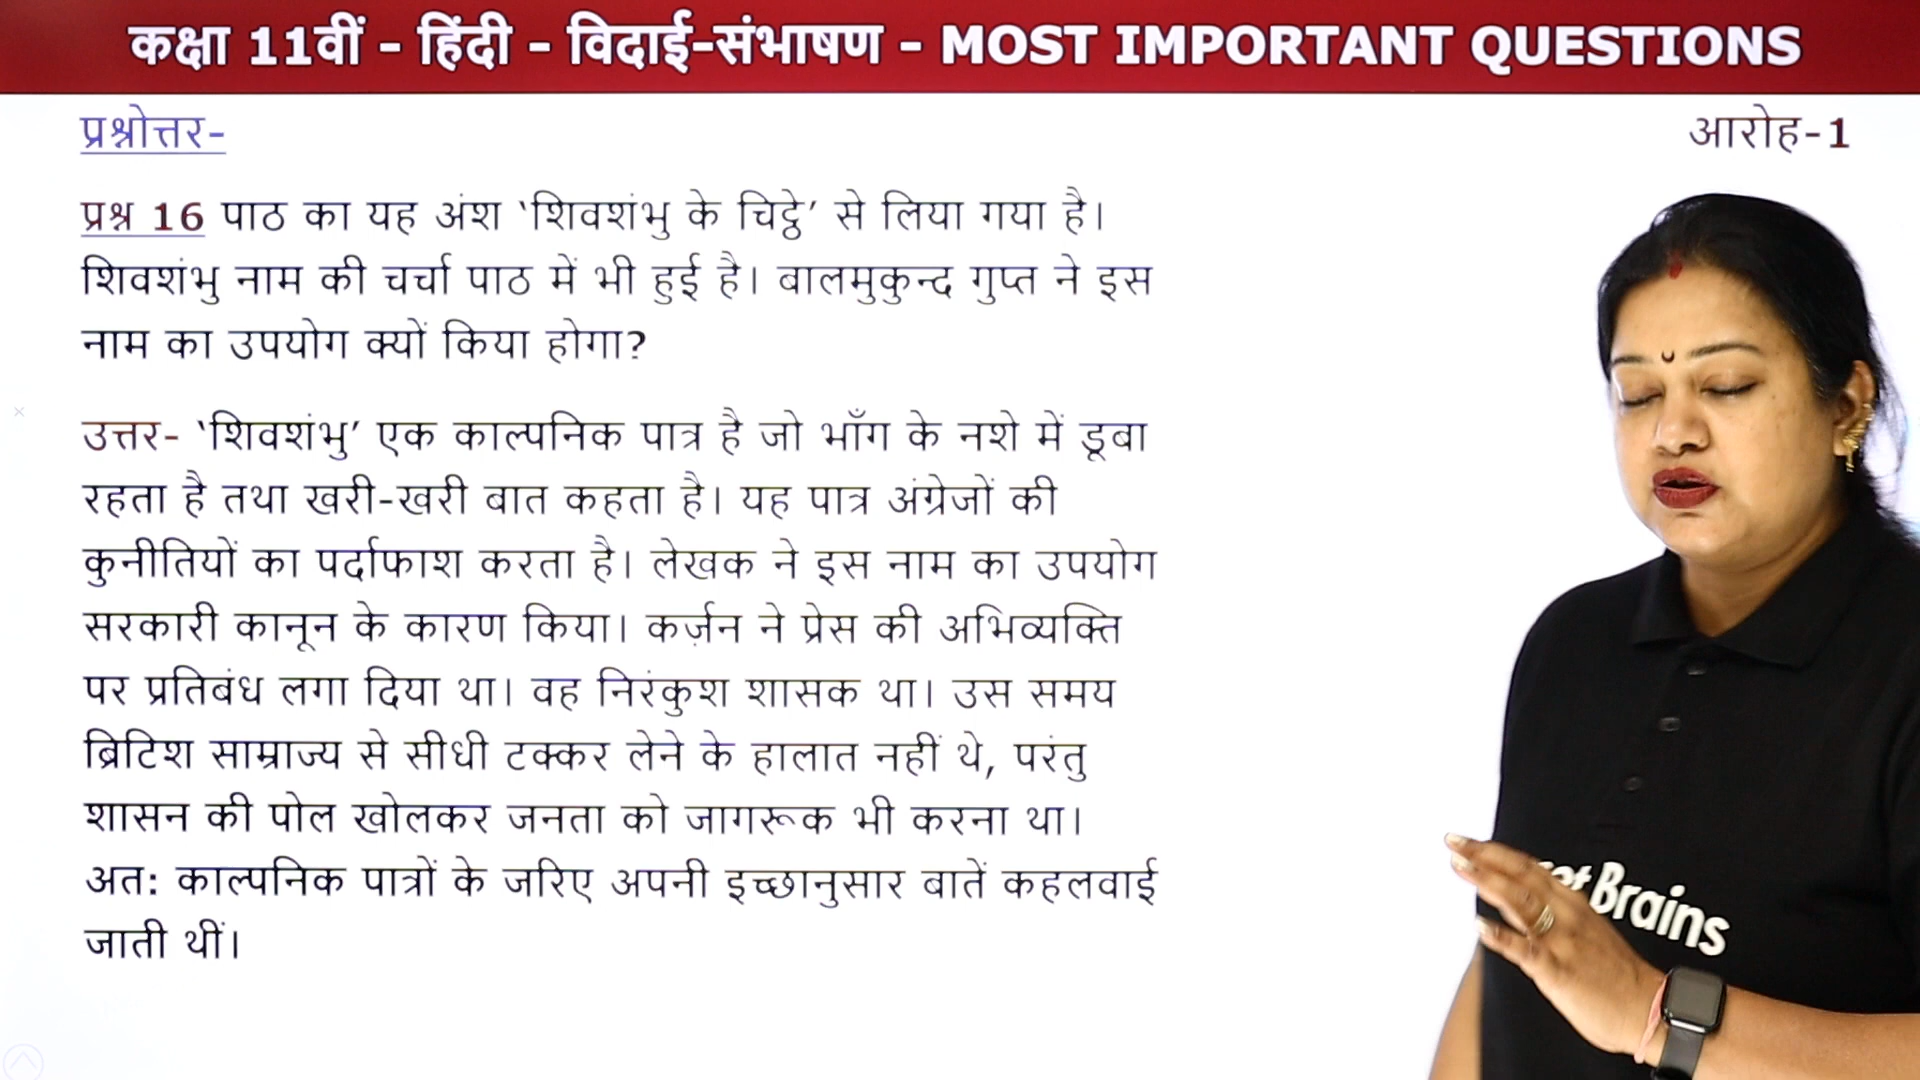 कक्षा 11वीं - हिंदी - विदाई-संभाषण - MOST IMPORTANT QUESTIONS
प्रश्नोत्तर-
आरोह-1
प्रश्न 16 पाठ का यह अंश ‘शिवशंभु के चिट्ठे’ से लिया गया है।
शिवशंभु नाम की चर्चा पाठ में भी हुई है। बालमुकुन्द गुप्त ने इस
नाम का उपयोग क्यों किया होगा?
उत्तर- ‘शिवशंभु’ एक काल्पनिक पात्र है जो भाँग के नशे में डूबा
रहता है तथा खरी-खरी बात कहता है। यह पात्र अंग्रेजों की
कुनीतियों का पर्दाफाश करता है। लेखक ने इस नाम का उपयोग
सरकारी कानून के कारण किया। कर्ज़न ने प्रेस की अभिव्यक्ति
पर प्रतिबंध लगा दिया था। वह निरंकुश शासक था। उस समय
ब्रिटिश साम्राज्य से सीधी टक्कर लेने के हालात नहीं थे, परंतु
शासन की पोल खोलकर जनता को जागरूक भी करना था।
अत: काल्पनिक पात्रों के जरिए अपनी इच्छानुसार बातें कहलवाई
जाती थीं।
Brains